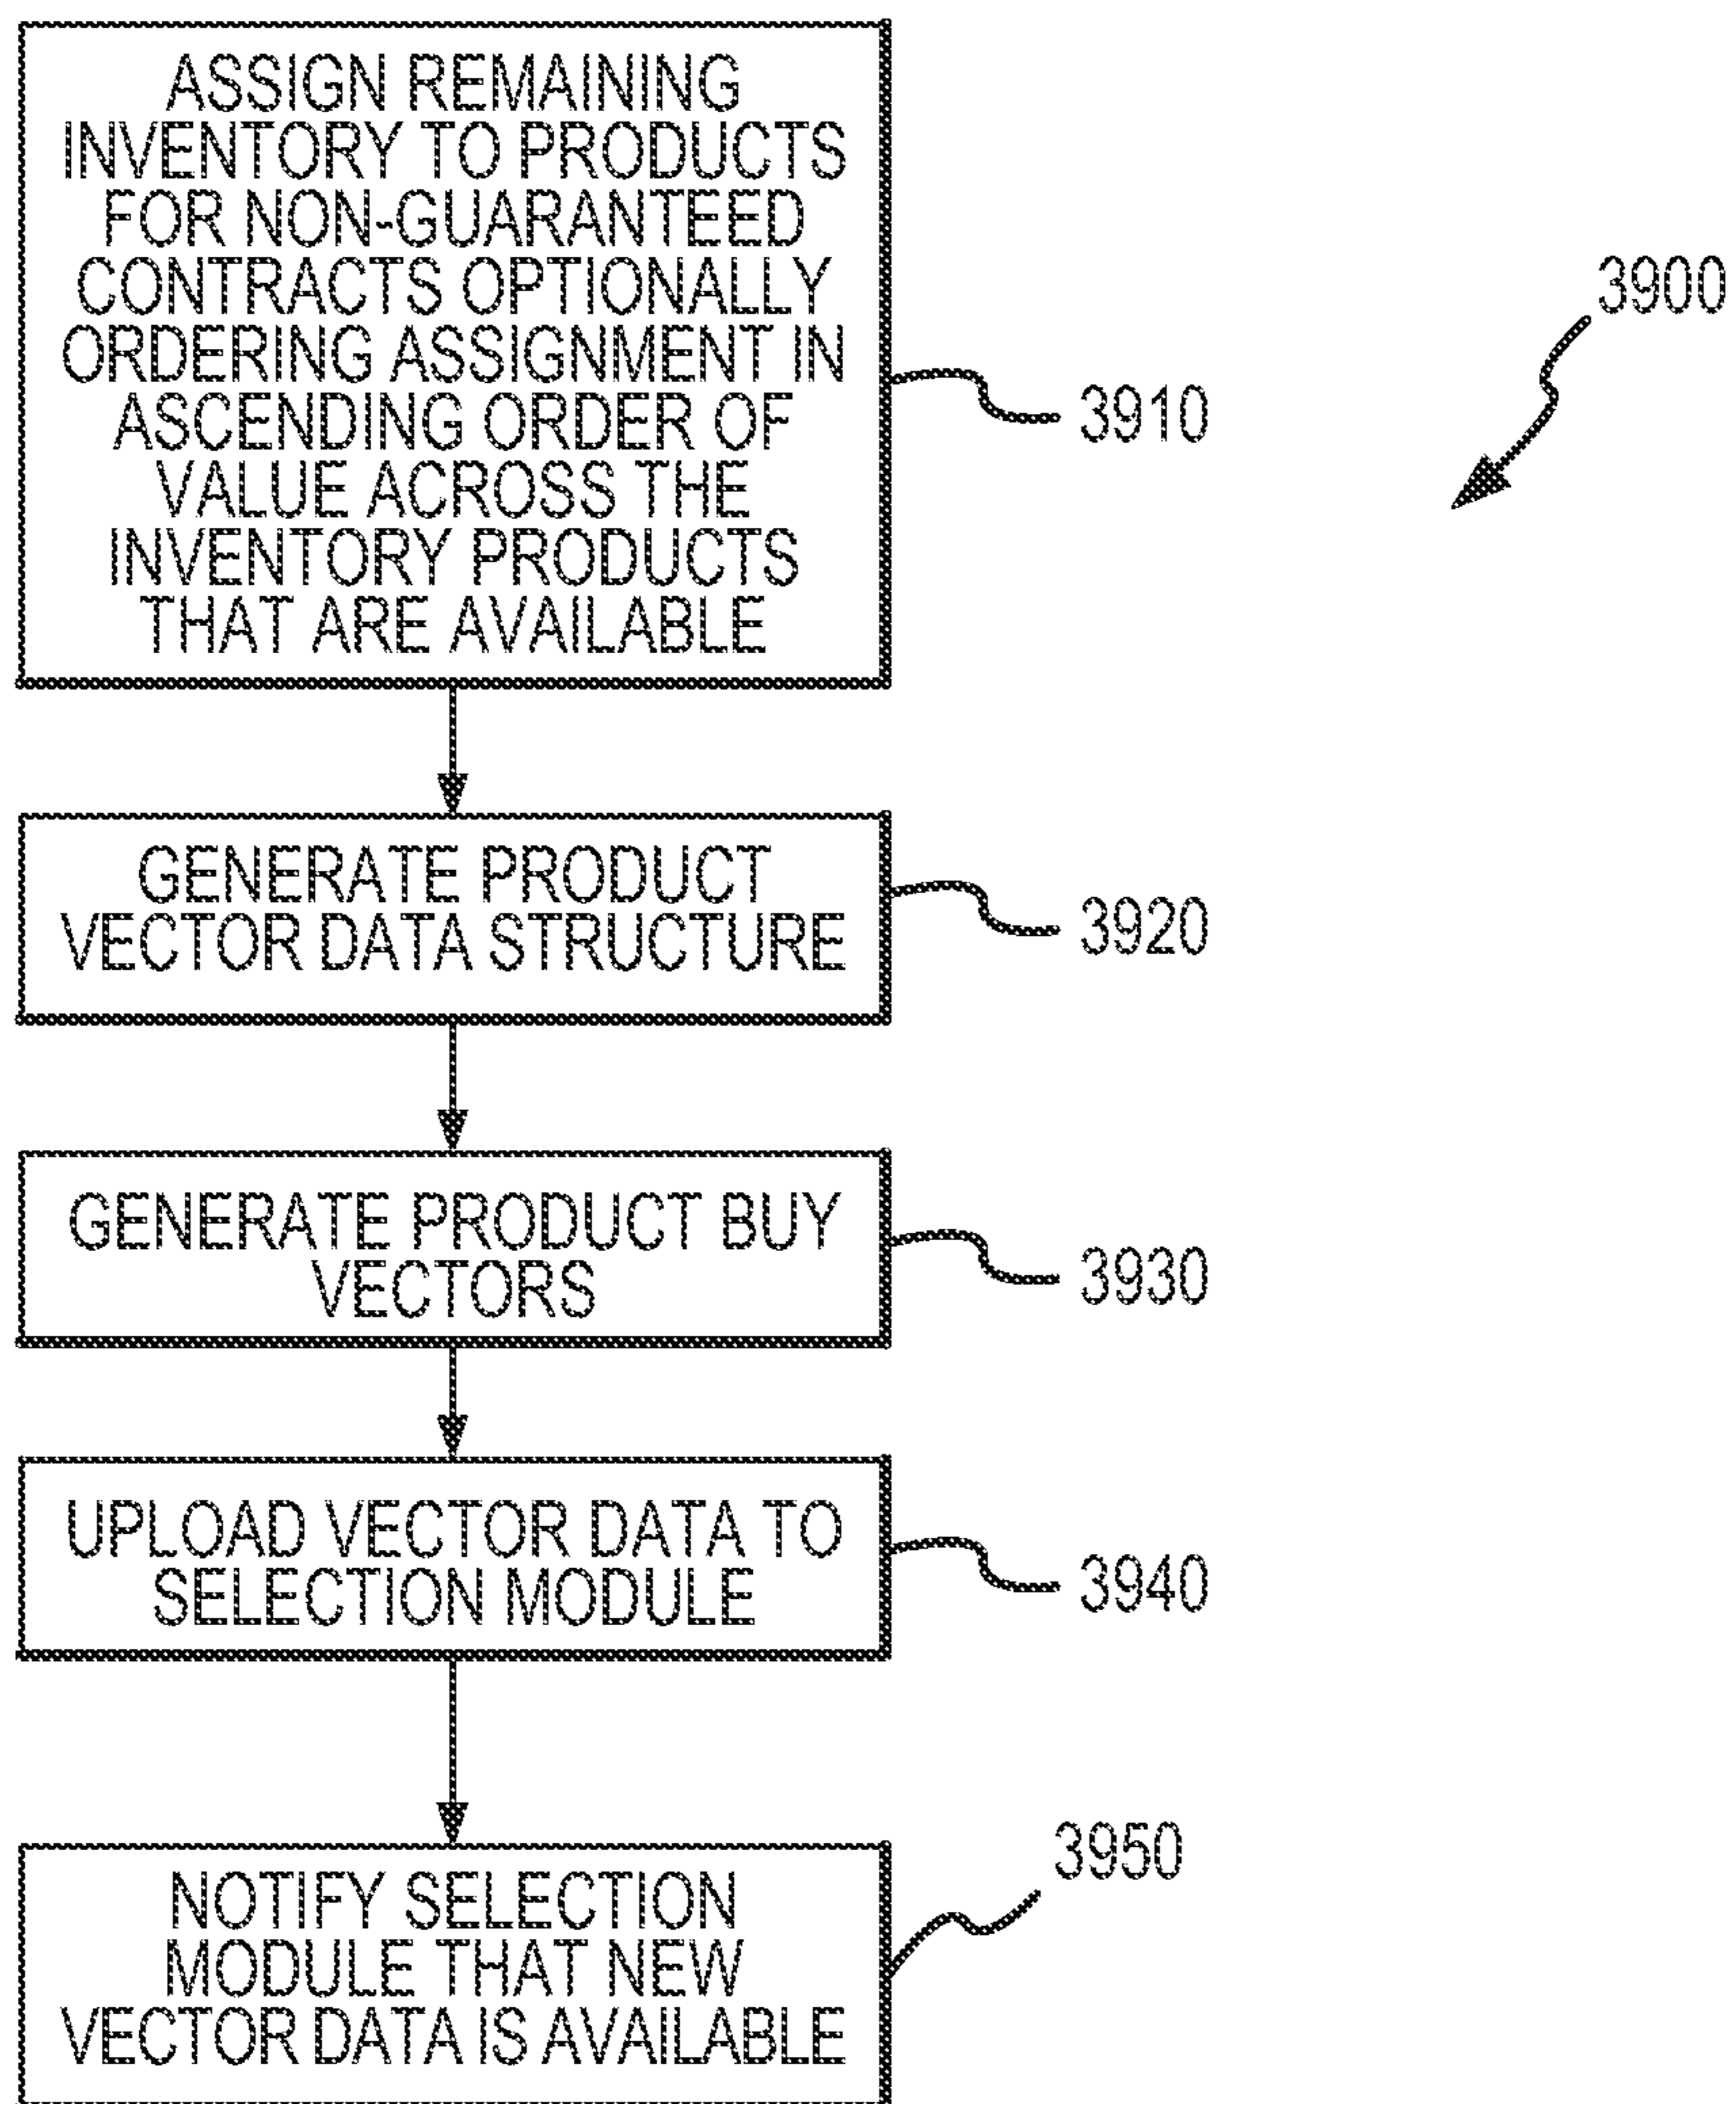 ASSIGN REMAINING
INVENTORY TO PRODUCTS
FOR NON-GUARANTEED
CONTRACTS OPTIONALLY
ORDERING ASSIGNMENT IN
ASCENDING ORDER OF
VALUE ACROSS THE
INVENTORY PRODUCTS
THAT ARE AVAILABLE
3910
3900
GENERATE PRODUCT
VECTOR DATA STRUCTURE
3920
GENERATE PRODUCT BUY
VECTORS
3930
UPLOAD VECTOR DATA TO
SELECTION MODULE
3940
NOTIFY SELECTION
MODULE THAT NEW
VECTOR DATA IS AVAILABLE
3950